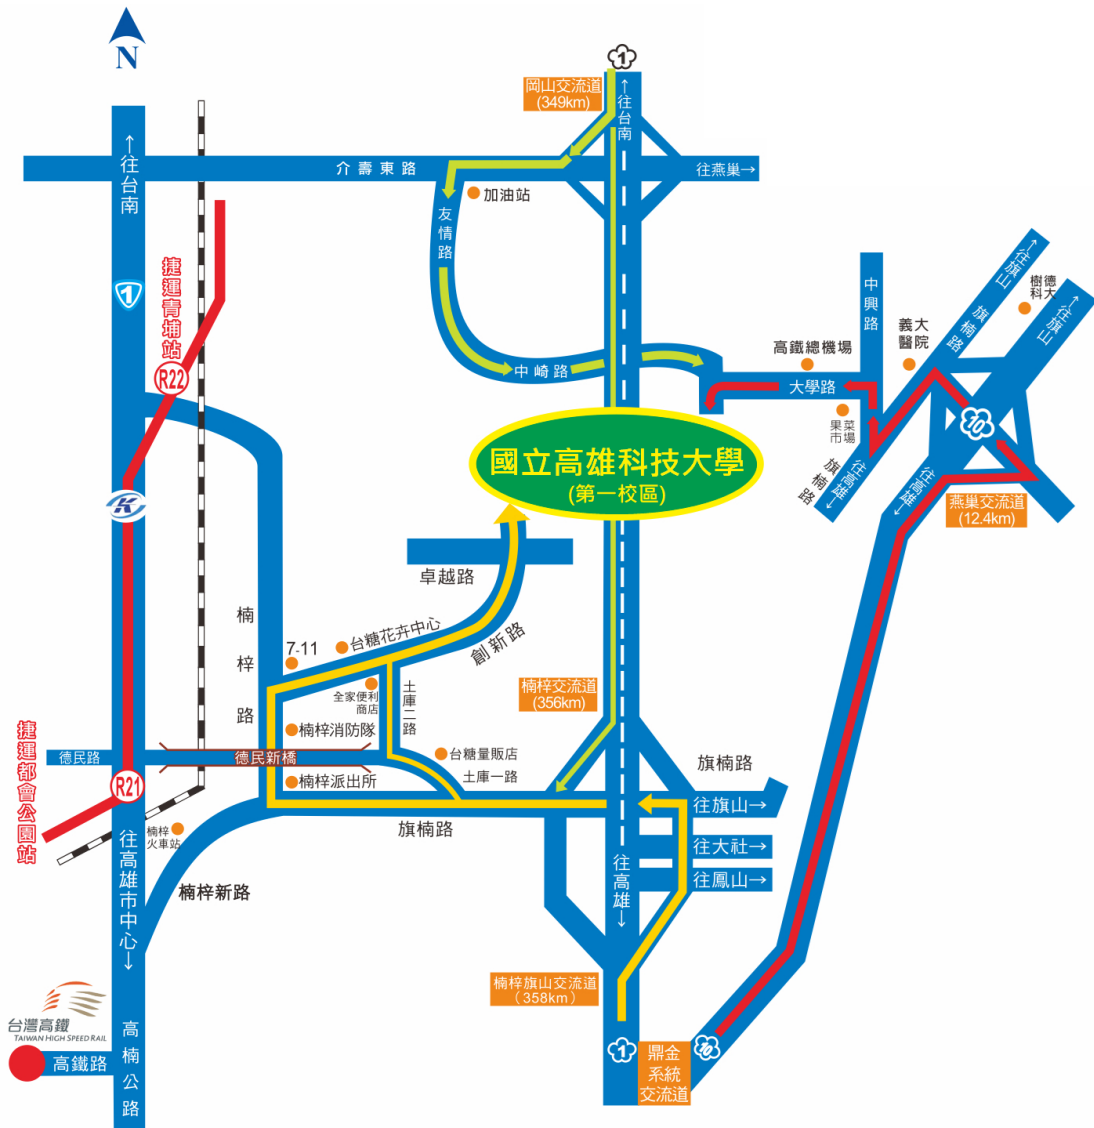 N
1
岡山交流道
(349km)
←往台南
←往台南
介壽東路
往燕巢→
加油站
友情路
捷運青埔站
1
R22
中崎路
中興路
高鐵總機場
大學路
義大
醫院
果菜
市場
旗楠路
←往旗山
旗楠路
往高雄→
樹德
科大
←往旗山
10
往高雄→
燕巢交流道
(12.4km)
國立高雄科技大學
(第一校區)
K
卓越路
創新路
台糖花卉中心
7-11
楠梓路
全家便利
商店
土庫二路
楠梓交流道
(356km)
楠梓消防隊
德民路
德民新橋
台糖量販店
土庫一路
楠梓派出所
旗楠路
旗楠路
往旗山→
往大社→
往鳳山→
捷運都會公園站
R21
楠梓
火車站
往高雄市中心→
楠梓新路
往高雄→
楠梓旗山交流道
(358km)
台灣高鐵
TAIWAN HIGH SPEED RAIL
高鐵路
高楠公路
1
鼎金
系統
交流道
10